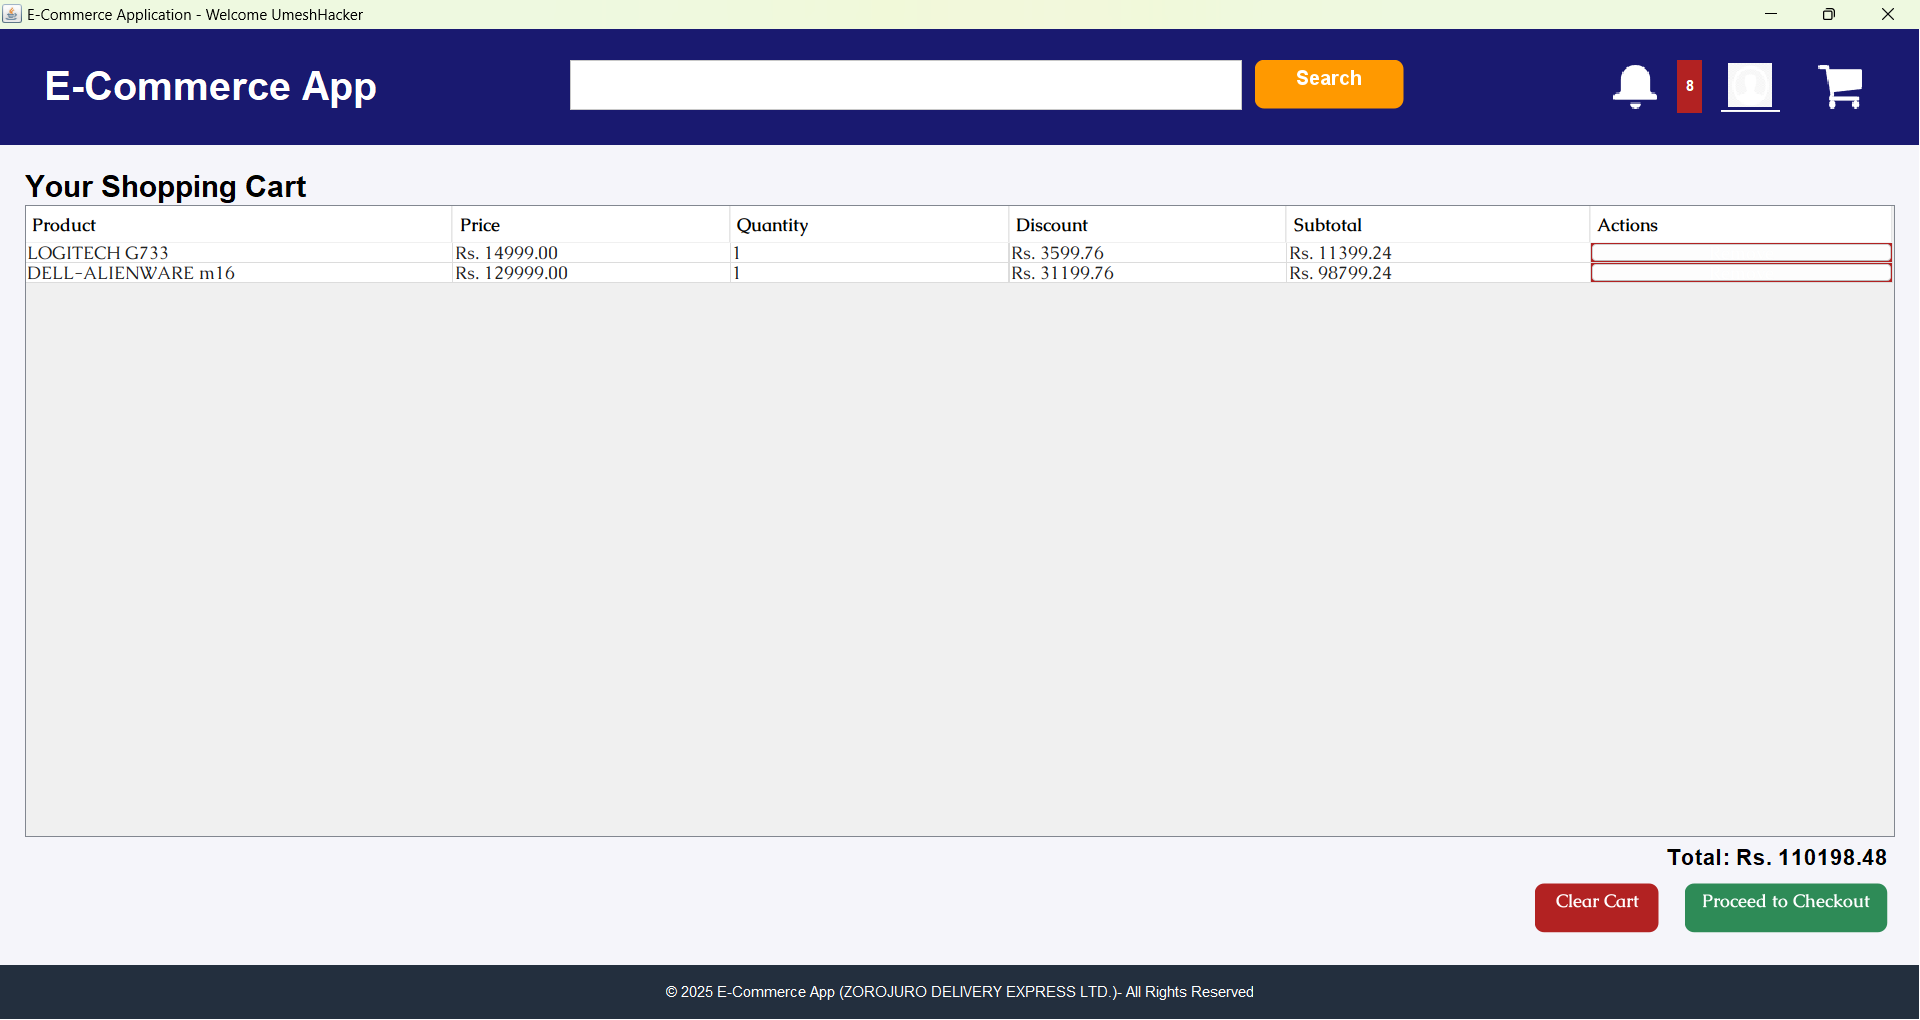 E-Commerce Application - Welcome UmeshHacker
E-Commerce App
Search
8
Your Shopping Cart
Product Price Quantity Discount Subtotal Actions
LOGITECH G733 Rs. 14999.00 1 Rs. 3599.76 Rs. 11399.24
DELL-ALIENWARE m16 Rs. 129999.00 1 Rs. 31199.76 Rs. 98799.24
Total: Rs. 110198.48
Clear Cart Proceed to Checkout
© 2025 E-Commerce App (ZOROJURO DELIVERY EXPRESS LTD.)- All Rights Reserved